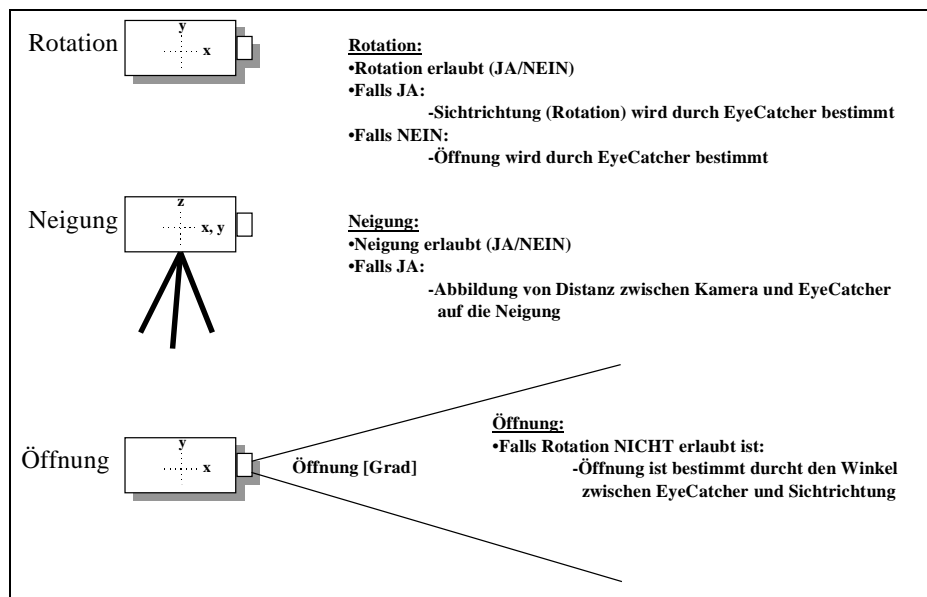 Rotation
y
x
Rotation:
•Rotation erlaubt (JA/NEIN)
•Falls JA:
-Sichtrichtung (Rotation) wird durch EyeCatcher bestimmt
•Falls NEIN:
-Öffnung wird durch EyeCatcher bestimmt
Neigung
z
x, y
Neigung:
•Neigung erlaubt (JA/NEIN)
•Falls JA:
-Abbildung von Distanz zwischen Kamera und EyeCatcher
auf die Neigung
Öffnung
y
x
Öffnung [Grad]
Öffnung:
•Falls Rotation NICHT erlaubt ist:
-Öffnung ist bestimmt durcht den Winkel
zwischen EyeCatcher und Sichtrichtung